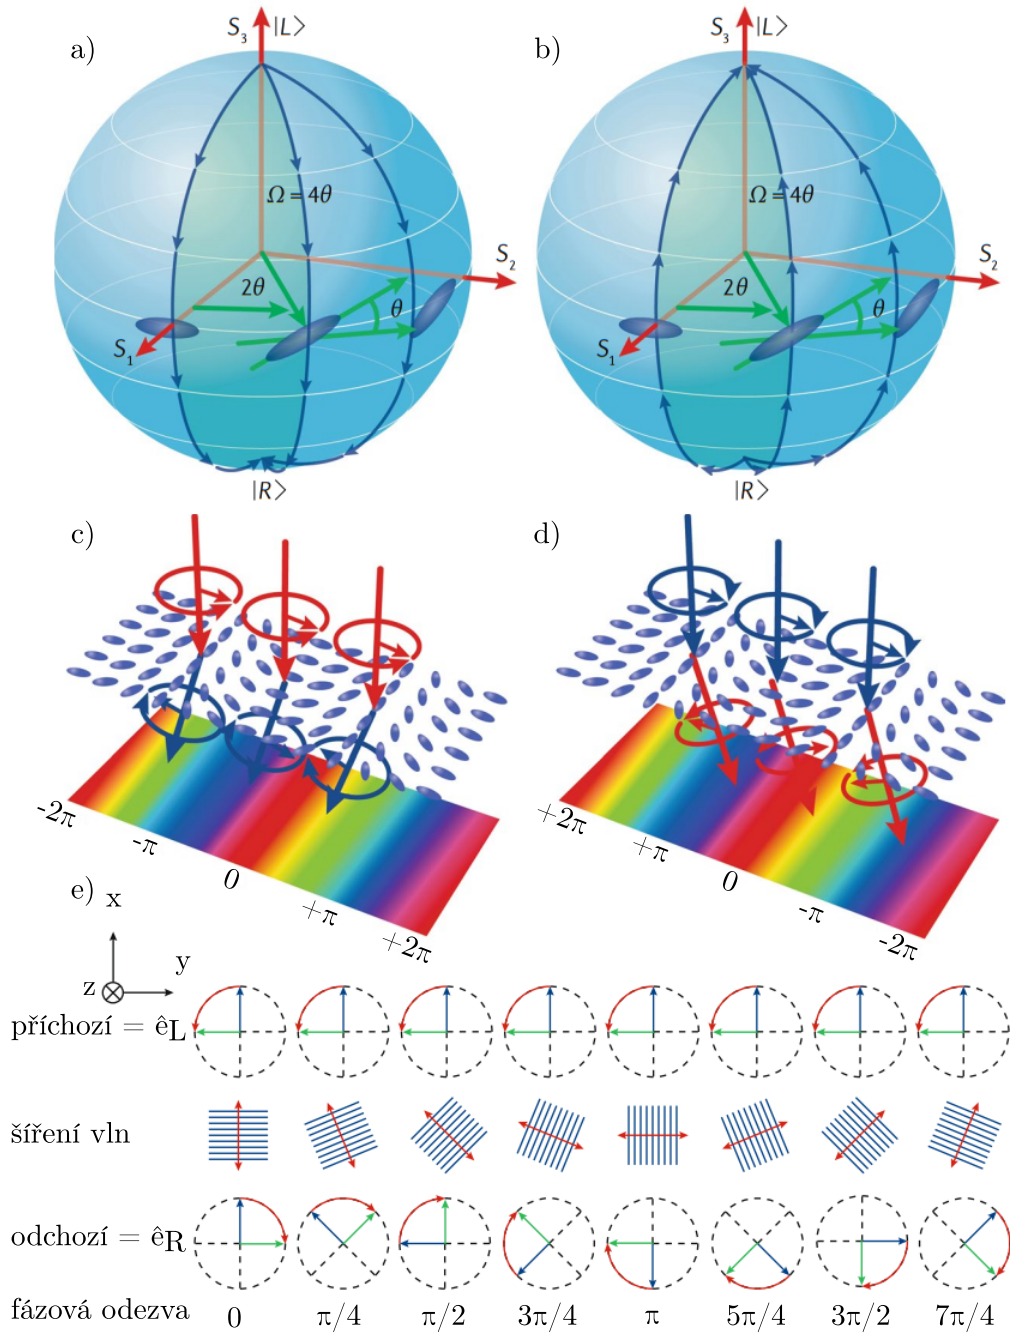 a)
S₃ |L>
Ω = 4θ
2θ
θ
S₂
S₁
|R>
b)
S₃ |L>
Ω = 4θ
2θ
θ
S₂
S₁
|R>
c)
-2π
-π
0
+π
+2π
d)
+2π
+π
0
-π
-2π
e)
x
y
z
příchozí = êL
šíření vln
odchozí = êR
fázová odezva 0 π/4 π/2 3π/4 π 5π/4 3π/2 7π/4